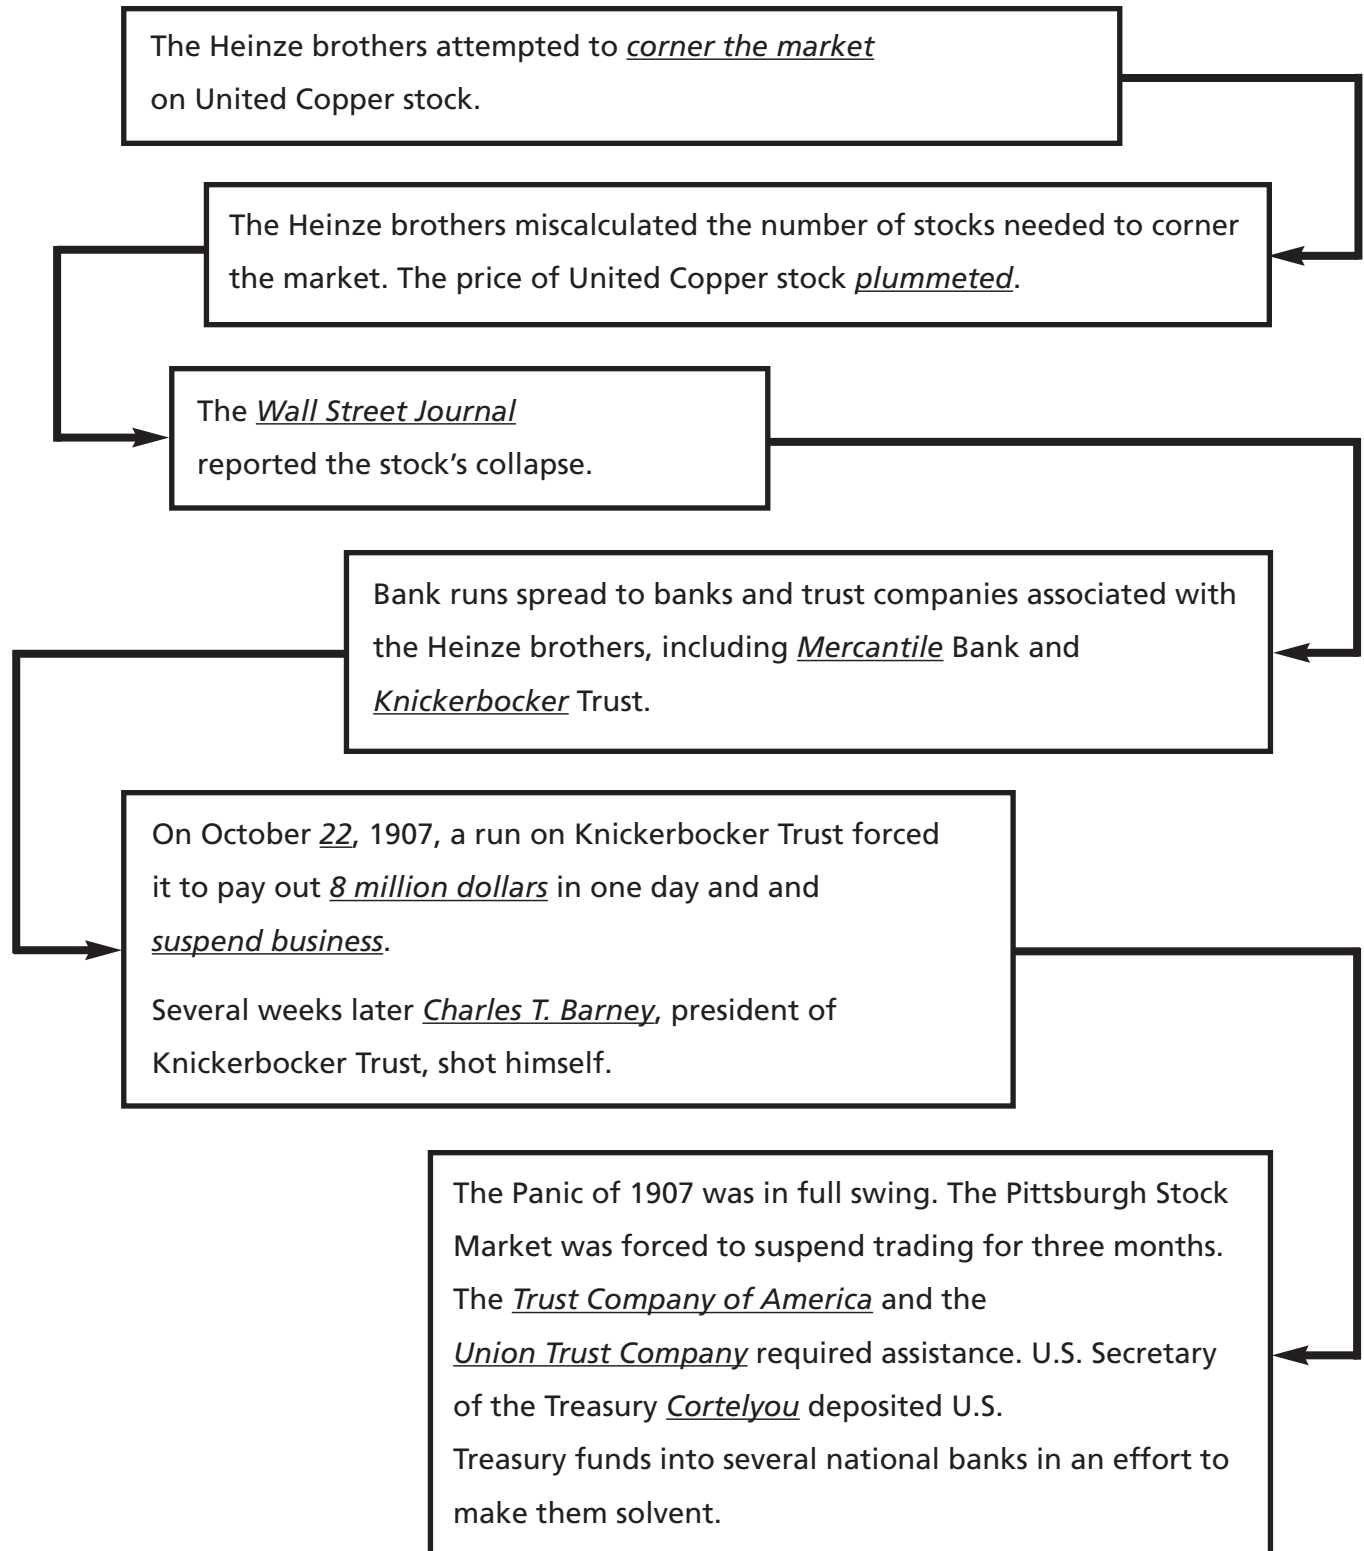 The Heinze brothers attempted to corner the market
on United Copper stock.
The Heinze brothers miscalculated the number of stocks needed to corner
the market. The price of United Copper stock plummeted.
The Wall Street Journal
reported the stock’s collapse.
Bank runs spread to banks and trust companies associated with
the Heinze brothers, including Mercantile Bank and
Knickerbocker Trust.
On October 22, 1907, a run on Knickerbocker Trust forced
it to pay out 8 million dollars in one day and and
suspend business.
Several weeks later Charles T. Barney, president of
Knickerbocker Trust, shot himself.
The Panic of 1907 was in full swing. The Pittsburgh Stock
Market was forced to suspend trading for three months.
The Trust Company of America and the
Union Trust Company required assistance. U.S. Secretary
of the Treasury Cortelyou deposited U.S.
Treasury funds into several national banks in an effort to
make them solvent.